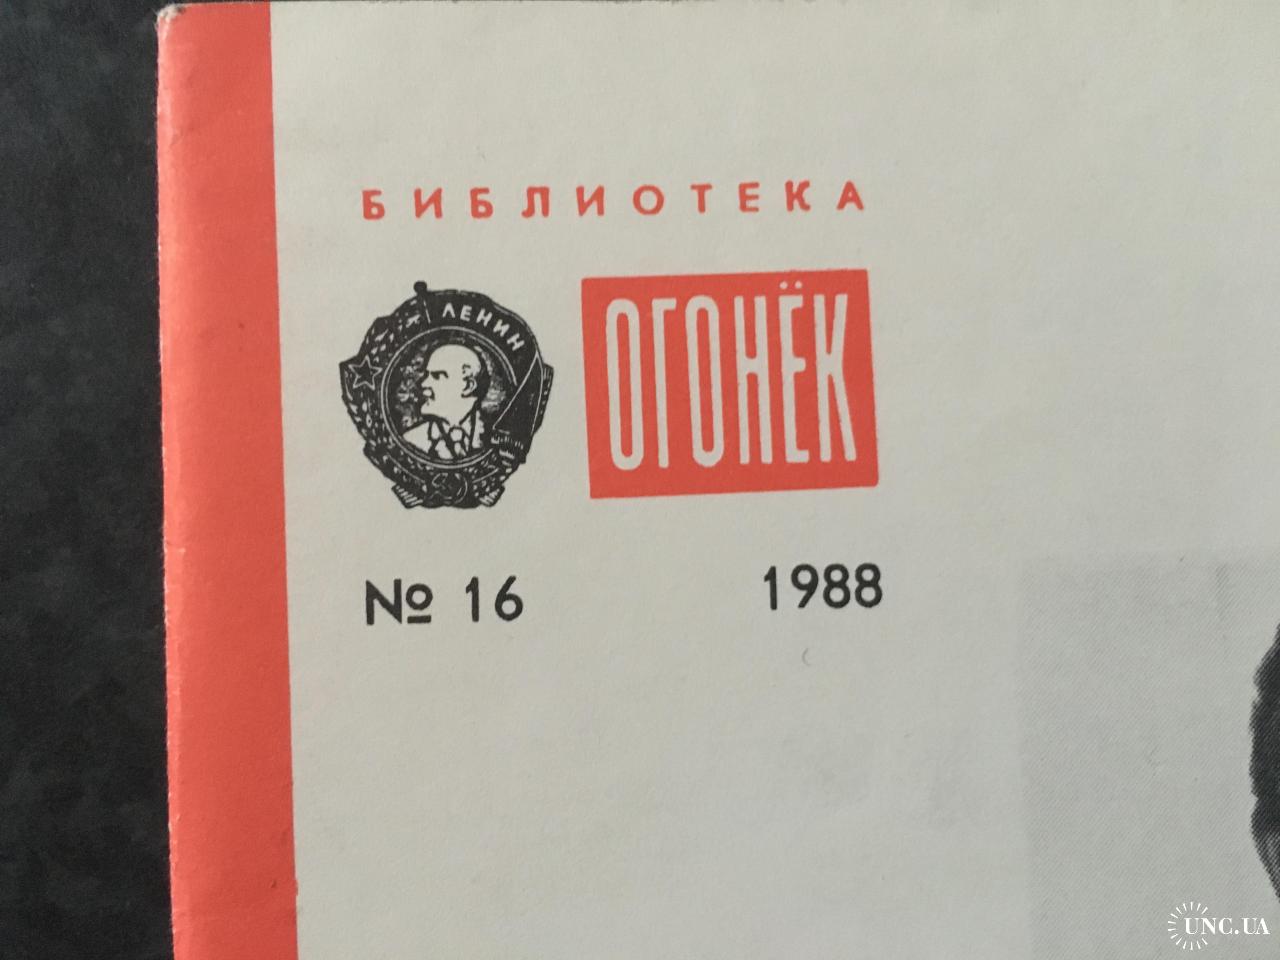 БИБЛИОТЕКА
ЛЕНИН
ОГОНЁК
№ 16
1988
UNC.UA